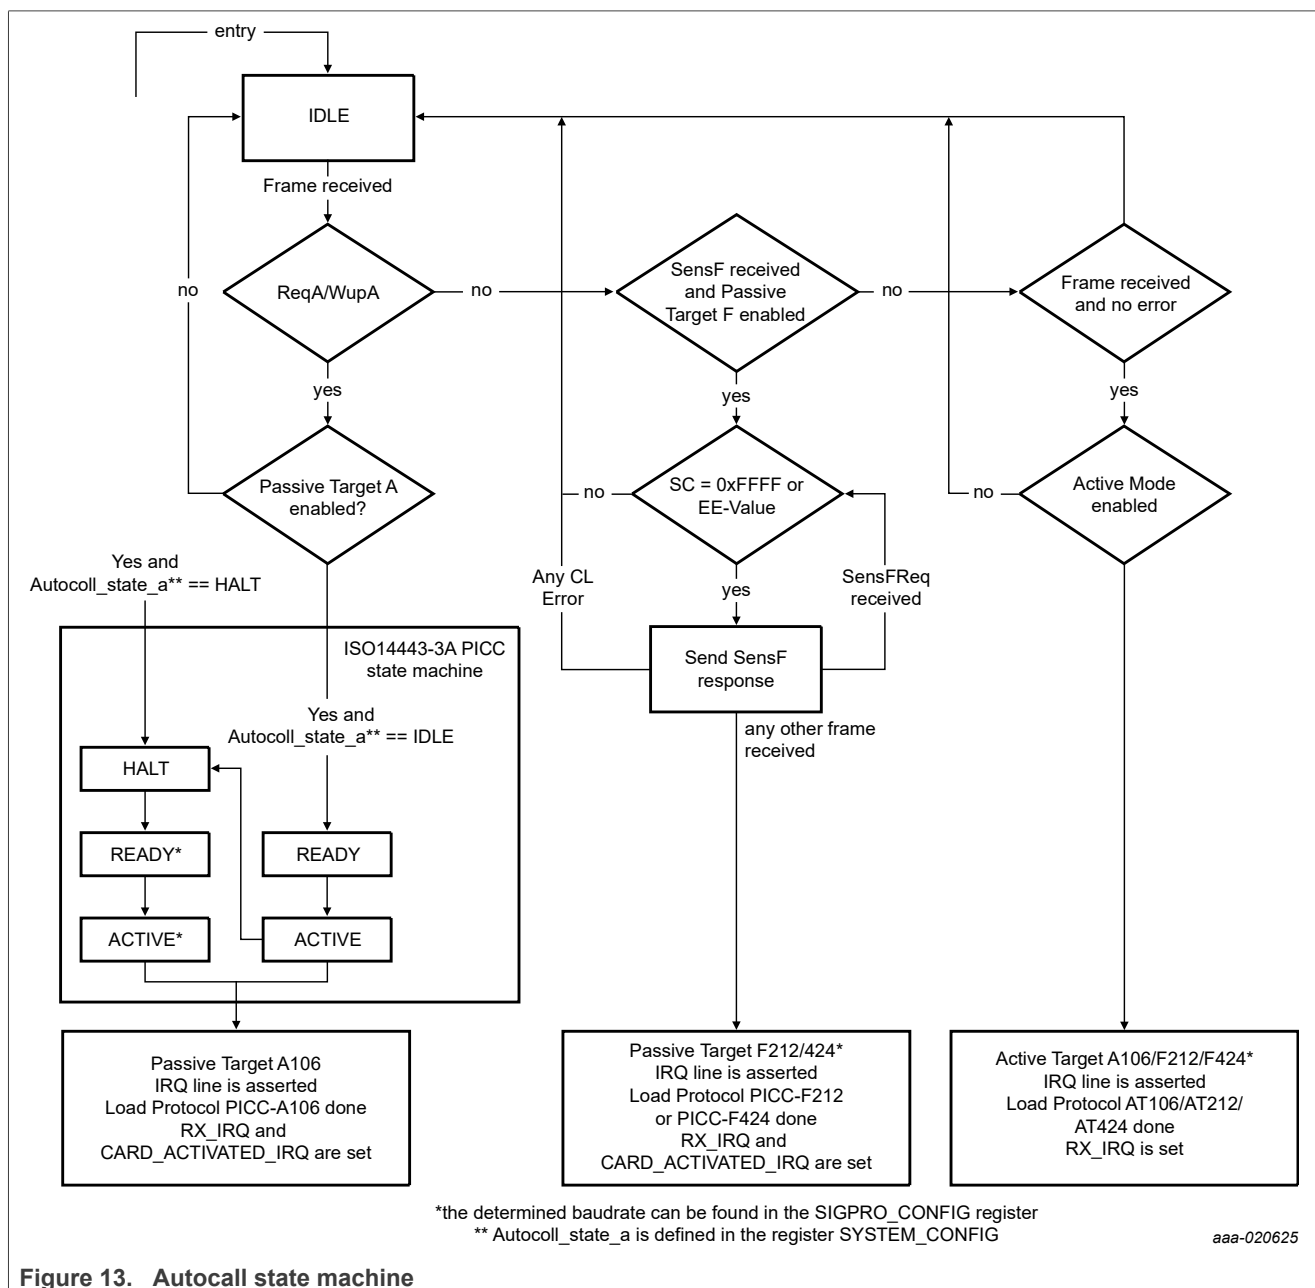 entry
IDLE
Frame received
ReqA/WupA
no
no
SensF received
and Passive
Target F enabled
no
Frame received
and no error
yes
yes
yes
Passive Target A
enabled?
no
SC = 0xFFFF or
EE-Value
no
Active Mode
enabled
Yes and
Autocoll_state_a** == HALT
Any CL
Error
yes
SensFReq
received
ISO14443-3A PICC
state machine
Send SensF
response
Yes and
Autocoll_state_a** == IDLE
any other frame
received
HALT
READY*
READY
ACTIVE*
ACTIVE
Passive Target A106
IRQ line is asserted
Load Protocol PICC-A106 done
RX_IRQ and
CARD_ACTIVATED_IRQ are set
Passive Target F212/424*
IRQ line is asserted
Load Protocol PICC-F212
or PICC-F424 done
RX_IRQ and
CARD_ACTIVATED_IRQ are set
Active Target A106/F212/F424*
IRQ line is asserted
Load Protocol AT106/AT212/
AT424 done
RX_IRQ is set
*the determined baudrate can be found in the SIGPRO_CONFIG register
** Autocoll_state_a is defined in the register SYSTEM_CONFIG
aaa-020625
Figure 13. Autocall state machine